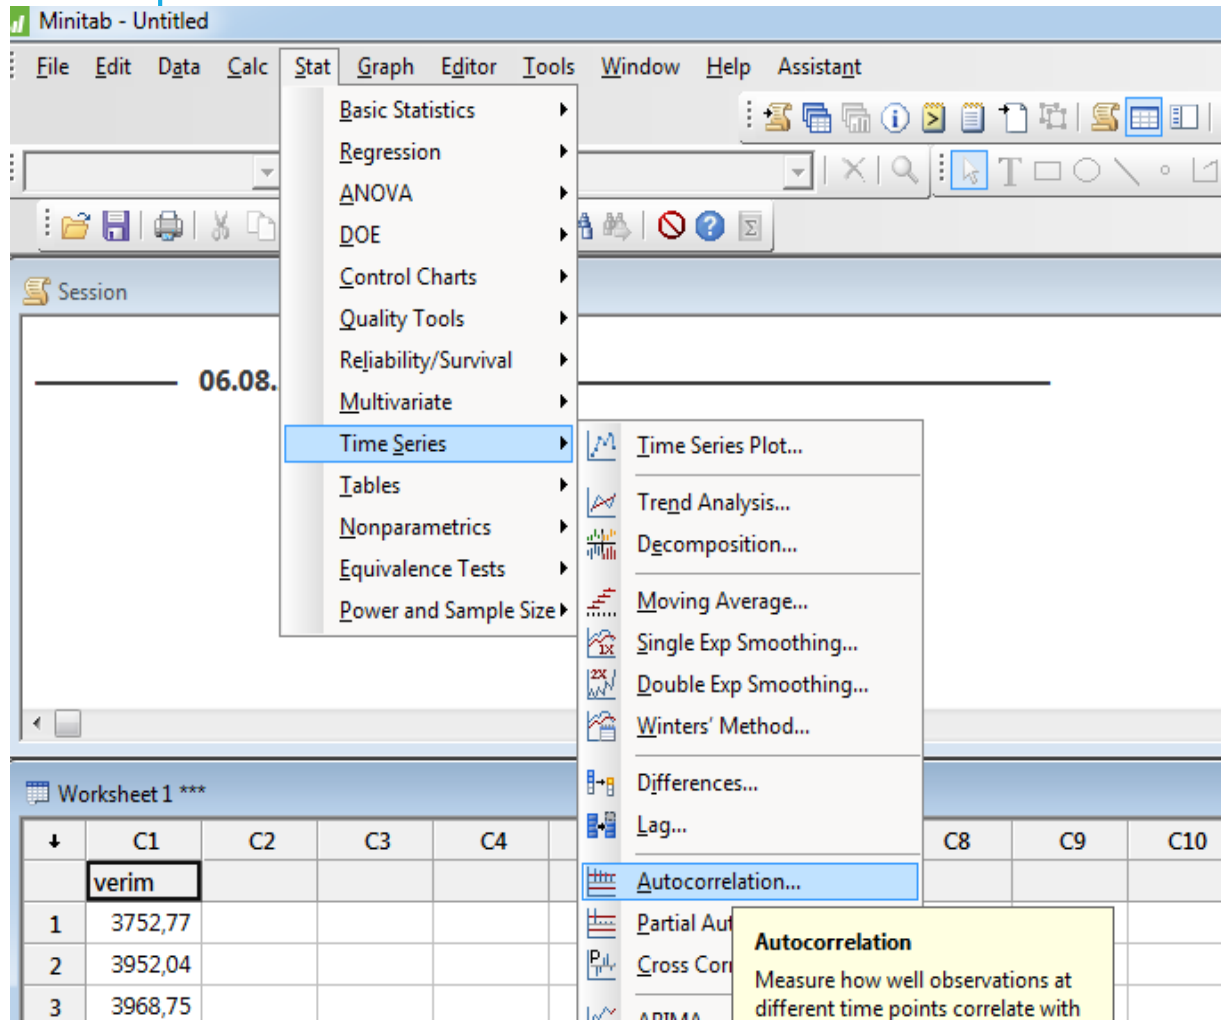 Minitab - Untitled
File Edit Data Calc Stat Graph Editor Tools Window Help Assistant
Basic Statistics
Regression
ANOVA
DOE
Control Charts
Quality Tools
Reliability/Survival
Multivariate
Time Series
Tables
Nonparametrics
Equivalence Tests
Power and Sample Size
Session
06.08.
Time Series Plot...
Trend Analysis...
Decomposition...
Moving Average...
Single Exp Smoothing...
Double Exp Smoothing...
Winters' Method...
Differences...
Lag...
Autocorrelation...
Partial Aut
Cross Corr
ARIMA
Autocorrelation
Measure how well observations at
different time points correlate with
Worksheet 1 ***
C1 C2 C3 C4 C8 C9 C10
verim
1 3752,77
2 3952,04
3 3968,75